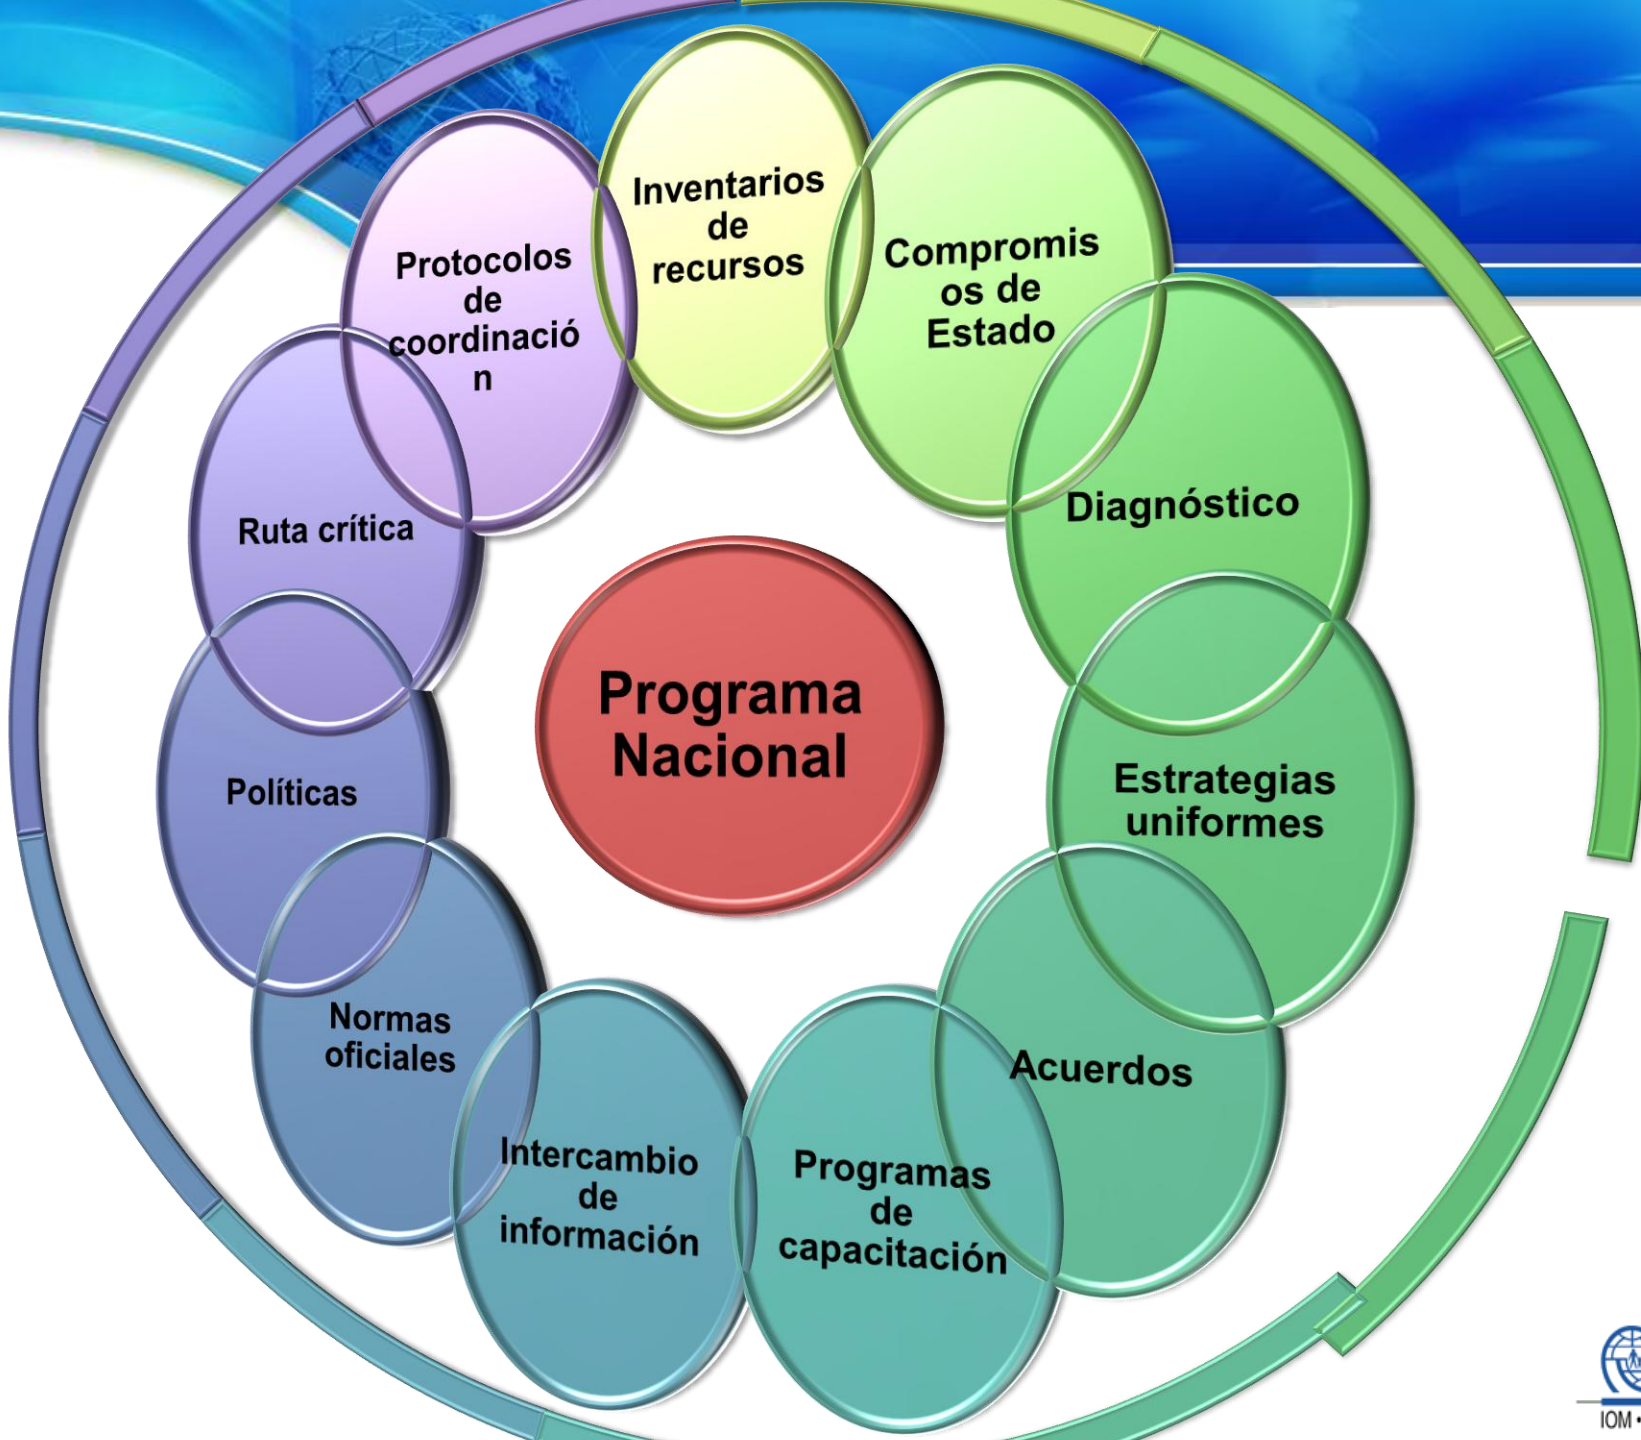 Inventarios
de
recursos
Compromis
os de
Estado
Diagnóstico
Estrategias
uniformes
Acuerdos
Programas
de
capacitación
Intercambio
de
información
Normas
oficiales
Políticas
Ruta crítica
Protocolos
de
coordinació
n
Programa
Nacional
IOM •